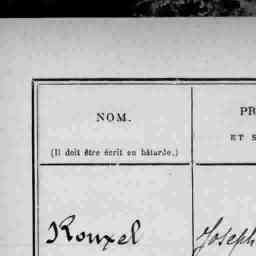 NOM.
PR
ET S
(Il doit être écrit en bâtarde.)
Rouxel
Joseph